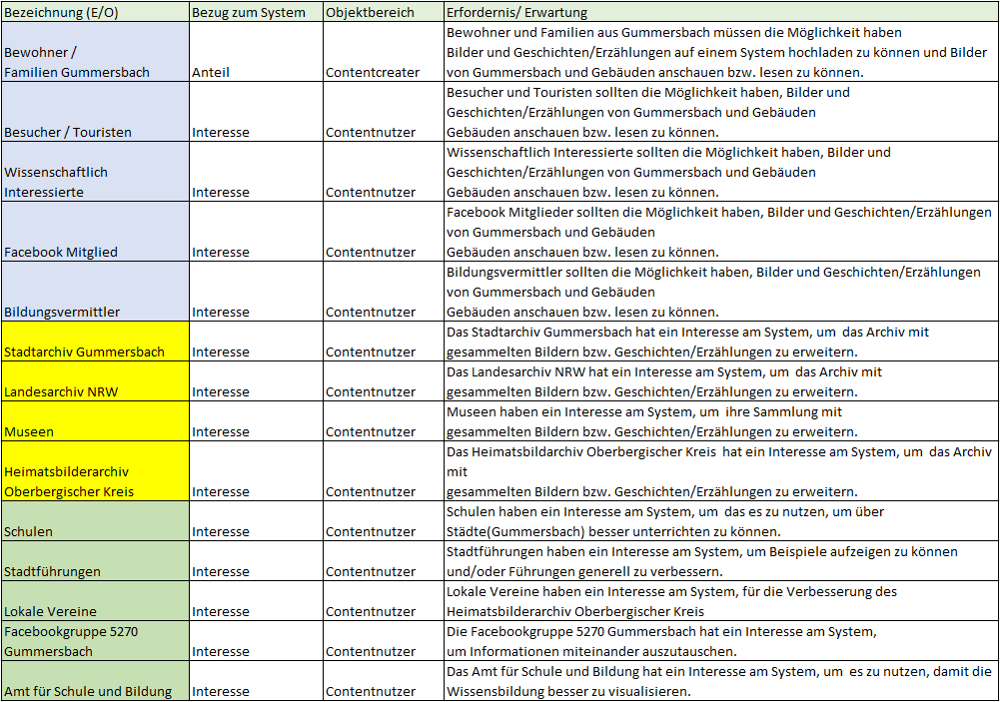 Bezeichnung (E/O) Bezug zum System Objektbereich Erfordernis/ Erwartung
Bewohner /
Familien Gummersbach Anteil Contentcreater
Bewohner und Familien aus Gummersbach müssen die Möglichkeit haben
Bilder und Geschichten/Erzählungen auf einem System hochladen zu können und Bilder
von Gummersbach und Gebäuden anschauen bzw. lesen zu können.
Besucher / Touristen Interesse Contentnutzer
Besucher und Touristen sollten die Möglichkeit haben, Bilder und
Geschichten/Erzählungen von Gummersbach und Gebäuden
Gebäuden anschauen bzw. lesen zu können.
Wissenschaftlich
Interessierte Interesse Contentnutzer
Wissenschaftlich Interessierte sollten die Möglichkeit haben, Bilder und
Geschichten/Erzählungen von Gummersbach und Gebäuden
Gebäuden anschauen bzw. lesen zu können.
Facebook Mitglied Interesse Contentnutzer
Facebook Mitglieder sollten die Möglichkeit haben, Bilder und Geschichten/Erzählungen
von Gummersbach und Gebäuden
Gebäuden anschauen bzw. lesen zu können.
Bildungsvermittler Interesse Contentnutzer
Bildungsvermittler sollten die Möglichkeit haben, Bilder und Geschichten/Erzählungen
von Gummersbach und Gebäuden
Gebäuden anschauen bzw. lesen zu können.
Stadtarchiv Gummersbach Interesse Contentnutzer
Das Stadtarchiv Gummersbach hat ein Interesse am System, um das Archiv mit
gesammelten Bildern bzw. Geschichten/Erzählungen zu erweitern.
Landesarchiv NRW Interesse Contentnutzer
Das Landesarchiv NRW hat ein Interesse am System, um das Archiv mit
gesammelten Bildern bzw. Geschichten/Erzählungen zu erweitern.
Museen Interesse Contentnutzer
Museen haben ein Interesse am System, um ihre Sammlung mit
gesammelten Bildern bzw. Geschichten/Erzählungen zu erweitern.
Heimatsbilderarchiv
Oberbergischer Kreis Interesse Contentnutzer
Das Heimatsbildarchiv Oberbergischer Kreis hat ein Interesse am System, um das Archiv
mit
gesammelten Bildern bzw. Geschichten/Erzählungen zu erweitern.
Schulen Interesse Contentnutzer
Schulen haben ein Interesse am System, um das es zu nutzen, um über
Städte(Gummersbach) besser unterrichten zu können.
Stadtführungen Interesse Contentnutzer
Stadtführungen haben ein Interesse am System, um Beispiele aufzeigen zu können
und/oder Führungen generell zu verbessern.
Lokale Vereine Interesse Contentnutzer
Lokale Vereine haben ein Interesse am System, für die Verbesserung des
Heimatsbilderarchiv Oberbergischer Kreis
Facebookgruppe 5270
Gummersbach Interesse Contentnutzer
Die Facebookgruppe 5270 Gummersbach hat ein Interesse am System,
um Informationen miteinander auszutauschen.
Amt für Schule und Bildung Interesse Contentnutzer
Das Amt für Schule und Bildung hat ein Interesse am System, um es zu nutzen, damit die
Wissensbildung besser zu visualisieren.